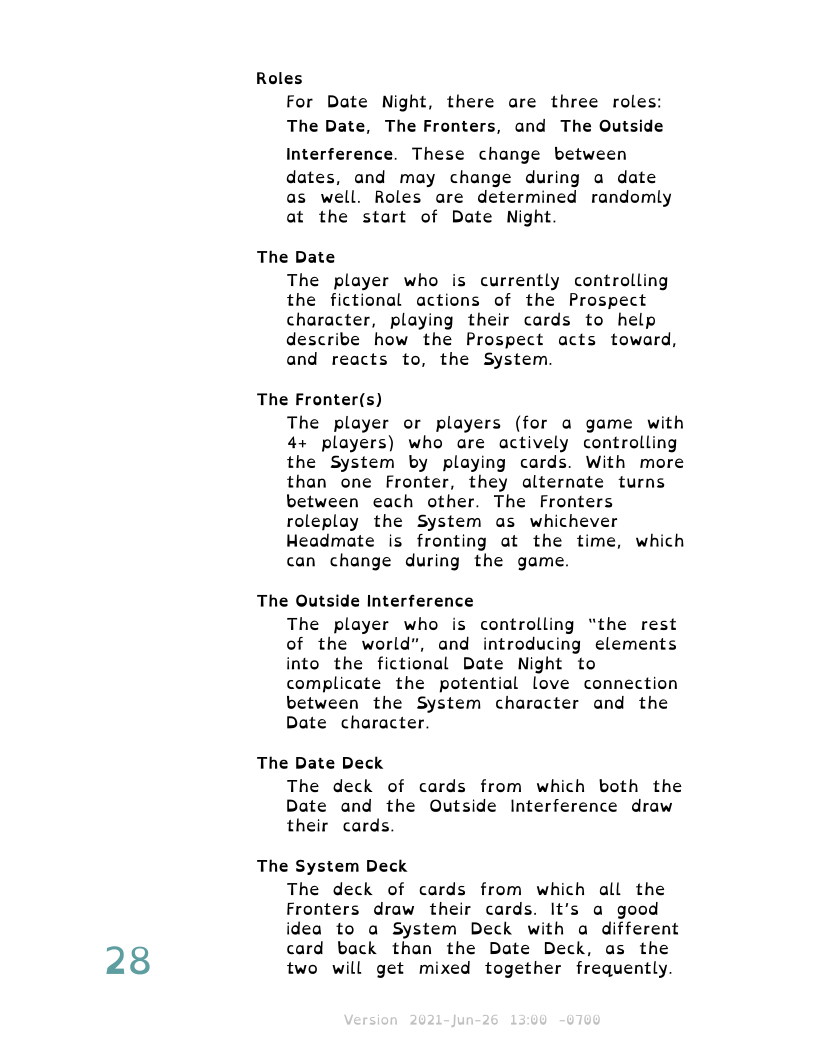 Roles
For Date Night, there are three roles:
The Date, The Fronters, and The Outside
Interference. These change between
dates, and may change during a date
as well. Roles are determined randomly
at the start of Date Night.
The Date
The player who is currently controlling
the fictional actions of the Prospect
character, playing their cards to help
describe how the Prospect acts toward,
and reacts to, the System.
The Fronter(s)
The player or players (for a game with
4+ players) who are actively controlling
the System by playing cards. With more
than one Fronter, they alternate turns
between each other. The Fronters
roleplay the System as whichever
Headmate is fronting at the time, which
can change during the game.
The Outside Interference
The player who is controlling “the rest
of the world”, and introducing elements
into the fictional Date Night to
complicate the potential love connection
between the System character and the
Date character.
The Date Deck
The deck of cards from which both the
Date and the Outside Interference draw
their cards.
The System Deck
The deck of cards from which all the
Fronters draw their cards. It’s a good
idea to a System Deck with a different
card back than the Date Deck, as the
two will get mixed together frequently.
28
Version 2021-Jun-26 13:00 -0700